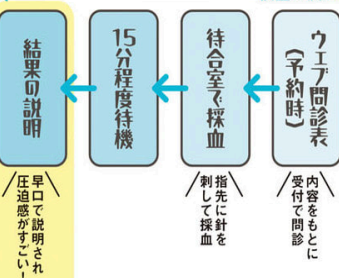 ウェブ問診表
(予約時)
内容をもとに
受付で問診
待合室で採血
指先に針を
刺して採血
15分程度待機
結果の説明
早口で説明され
圧迫感がすごい!